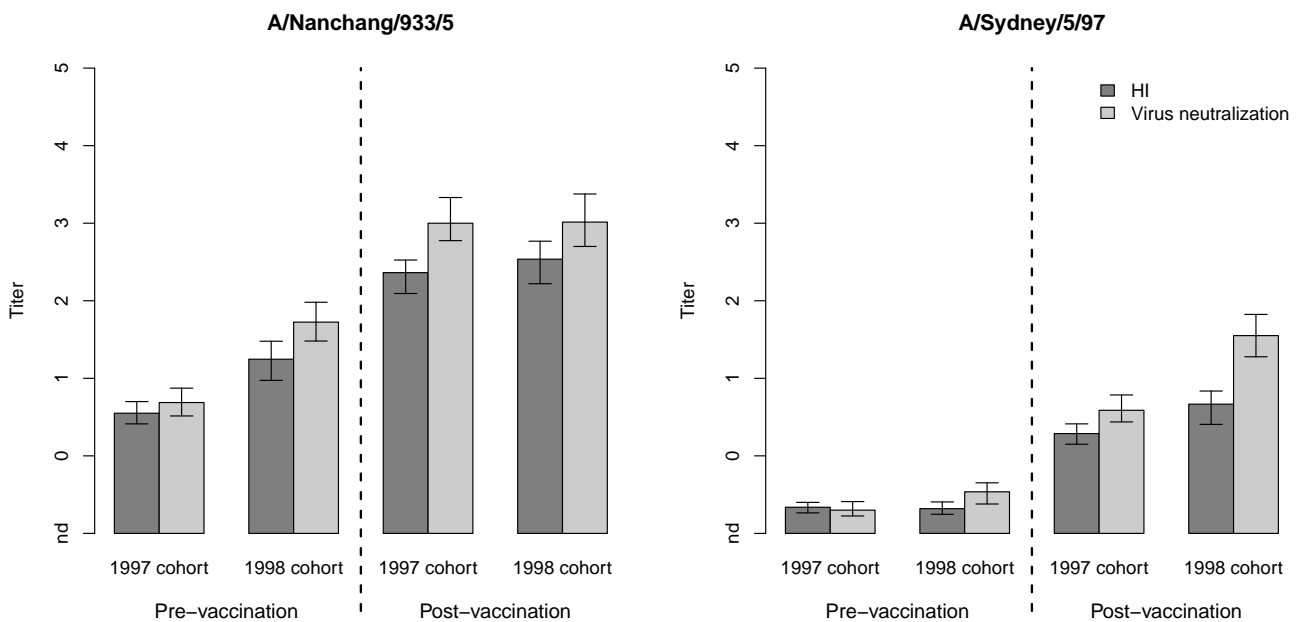 A/Nanchang/933/5
Titer
5
4
3
2
1
0
nd
1997 cohort 1998 cohort 1997 cohort 1998 cohort
Pre−vaccination Post−vaccination
A/Sydney/5/97
HI
Virus neutralization
Titer
5
4
3
2
1
0
nd
1997 cohort 1998 cohort 1997 cohort 1998 cohort
Pre−vaccination Post−vaccination